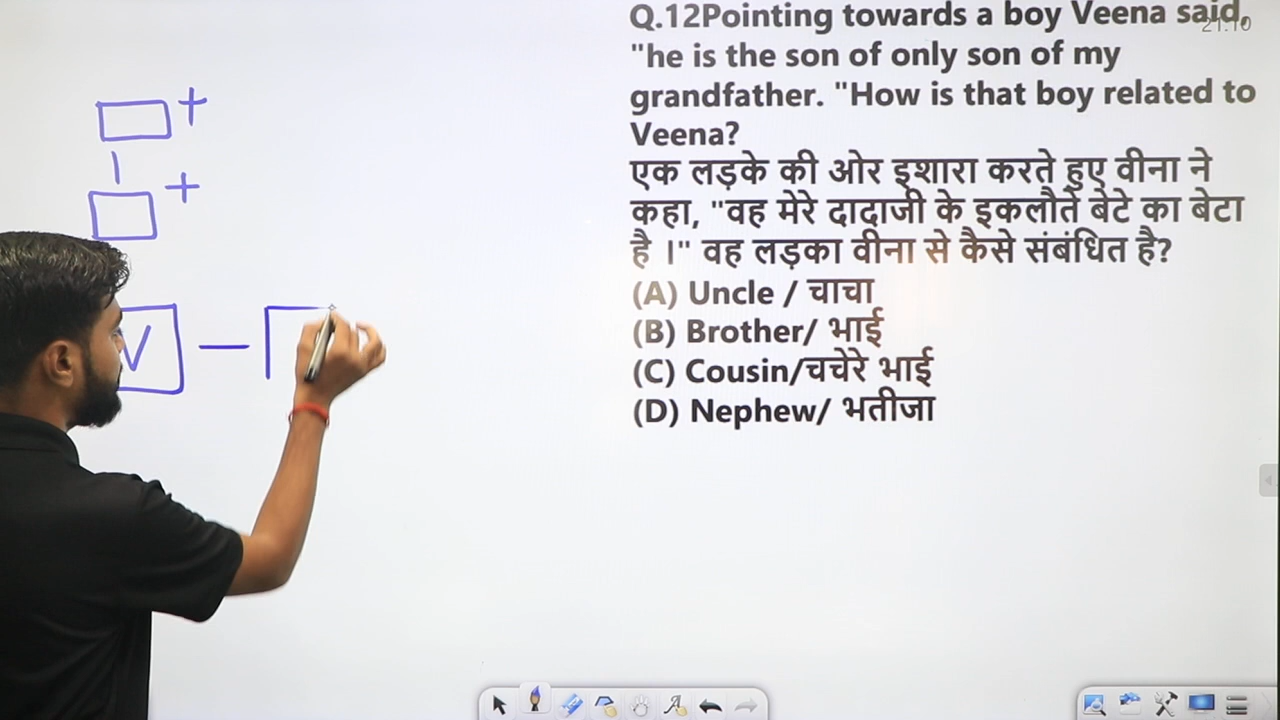 Q.12Pointing towards a boy Veena said,
"he is the son of only son of my
grandfather. "How is that boy related to
Veena?
एक लड़के की ओर इशारा करते हुए वीना ने
कहा, "वह मेरे दादाजी के इकलौते बेटे का बेटा
है ।" वह लड़का वीना से कैसे संबंधित है?
(A) Uncle / चाचा
(B) Brother/ भाई
(C) Cousin/चचेरे भाई
(D) Nephew/ भतीजा
21:10
+
+
V